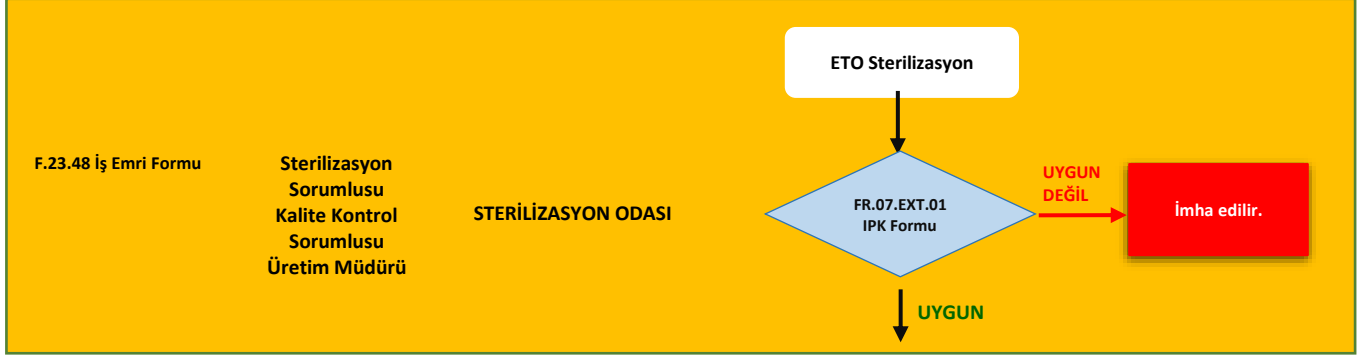 F.23.48 İş Emri Formu
Sterilizasyon
Sorumlusu
Kalite Kontrol
Sorumlusu
Üretim Müdürü
STERİLİZASYON ODASI
ETO Sterilizasyon
FR.07.EXT.01
IPK Formu
UYGUN
DEĞİL
İmha edilir.
UYGUN